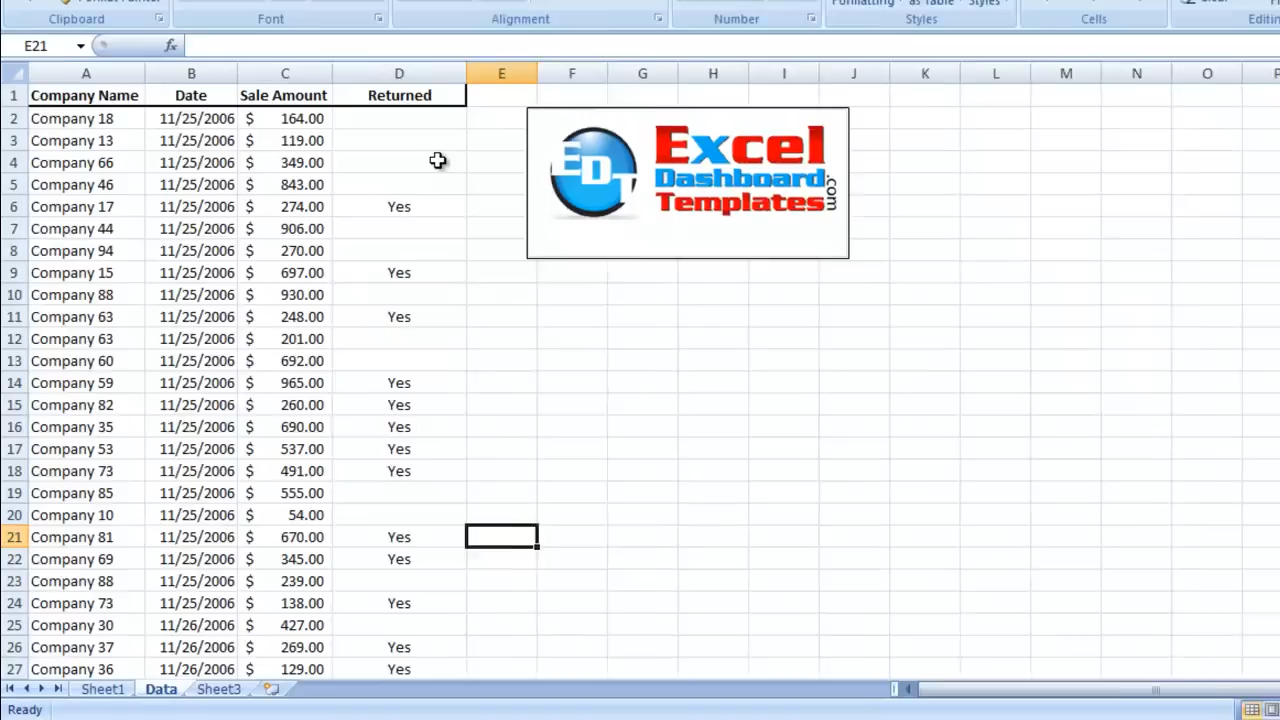 Format Painter
Formatting as Table Styles
Clear
Clipboard
Font
Alignment
Number
Styles
Cells
Editing
E21
fx
A B C D E F G H I J K L M N O P
1 Company Name Date Sale Amount Returned
2 Company 18 11/25/2006 $ 164.00
3 Company 13 11/25/2006 $ 119.00
4 Company 66 11/25/2006 $ 349.00
5 Company 46 11/25/2006 $ 843.00
6 Company 17 11/25/2006 $ 274.00 Yes
7 Company 44 11/25/2006 $ 906.00
8 Company 94 11/25/2006 $ 270.00
9 Company 15 11/25/2006 $ 697.00 Yes
10 Company 88 11/25/2006 $ 930.00
11 Company 63 11/25/2006 $ 248.00 Yes
12 Company 63 11/25/2006 $ 201.00
13 Company 60 11/25/2006 $ 692.00
14 Company 59 11/25/2006 $ 965.00 Yes
15 Company 82 11/25/2006 $ 260.00 Yes
16 Company 35 11/25/2006 $ 690.00 Yes
17 Company 53 11/25/2006 $ 537.00 Yes
18 Company 73 11/25/2006 $ 491.00 Yes
19 Company 85 11/25/2006 $ 555.00
20 Company 10 11/25/2006 $ 54.00
21 Company 81 11/25/2006 $ 670.00 Yes
22 Company 69 11/25/2006 $ 345.00 Yes
23 Company 88 11/25/2006 $ 239.00
24 Company 73 11/25/2006 $ 138.00 Yes
25 Company 30 11/26/2006 $ 427.00
26 Company 37 11/26/2006 $ 269.00 Yes
27 Company 36 11/26/2006 $ 129.00 Yes
EDT
Excel
Dashboard
Templates
.com
Sheet1 Data Sheet3
Ready